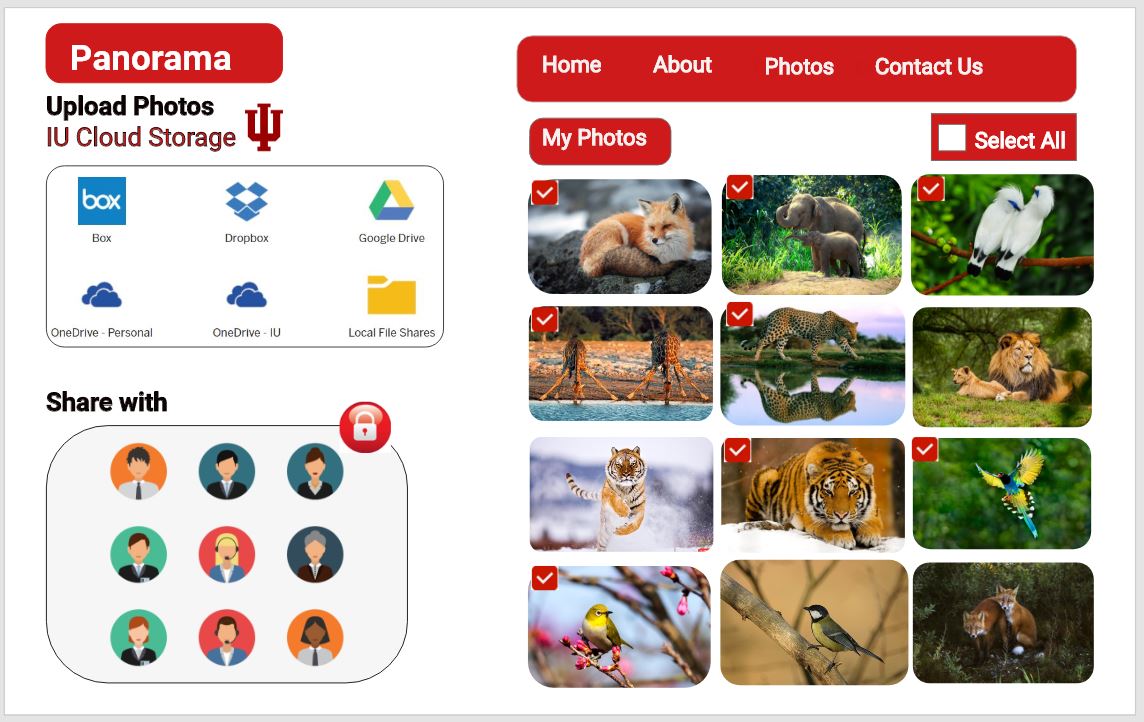 Panorama
Upload Photos
IU Cloud Storage
box
Box
Dropbox
Google Drive
OneDrive - Personal
OneDrive - IU
Local File Shares
Share with
Home About Photos Contact Us
My Photos
Select All